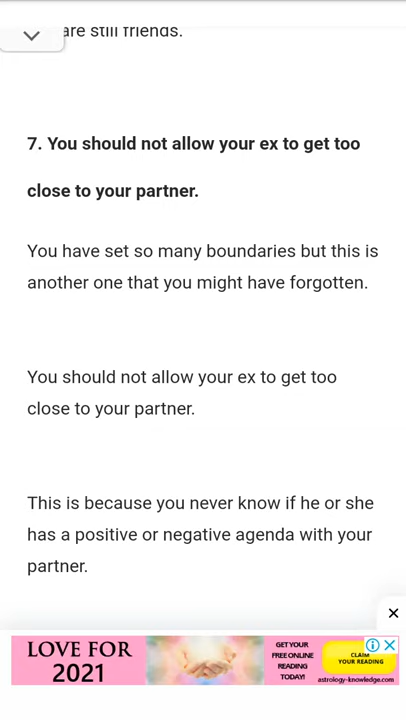 are still friends.
7. You should not allow your ex to get too
close to your partner.
You have set so many boundaries but this is
another one that you might have forgotten.
You should not allow your ex to get too
close to your partner.
This is because you never know if he or she
has a positive or negative agenda with your
partner.
LOVE FOR
2021
GET YOUR
FREE ONLINE
READING
TODAY!
CLAIM
YOUR READING
astrology-knowledge.com